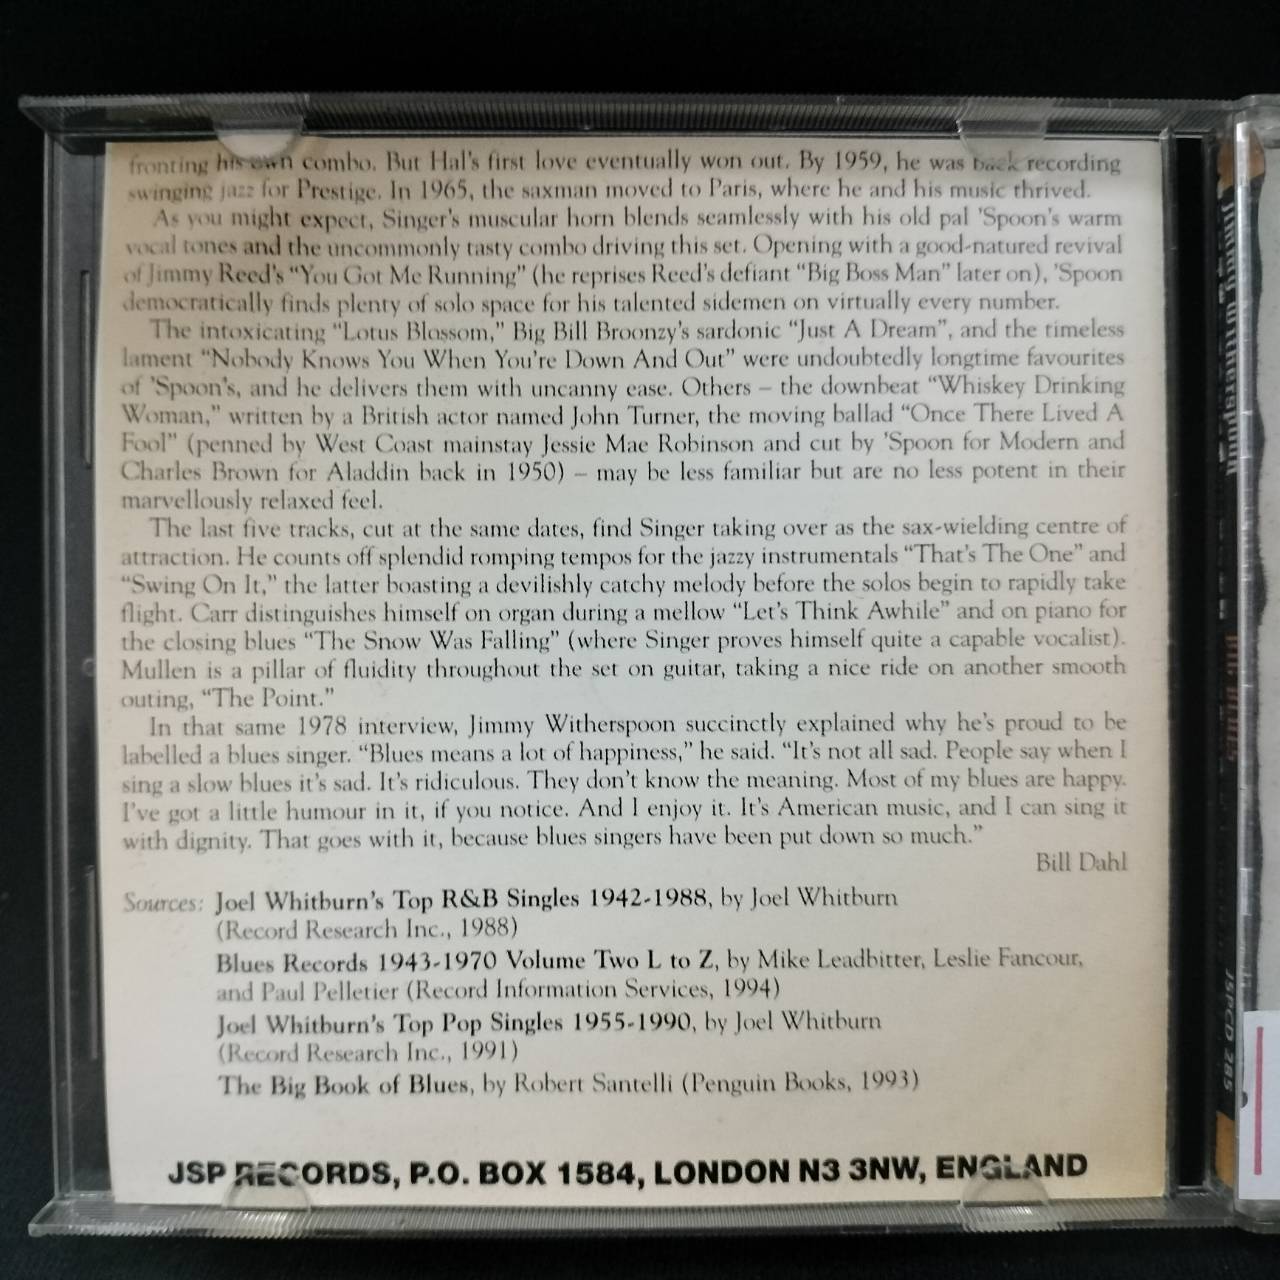 fronting his own combo. But Hal's first love eventually won out. By 1959, he was back recording
swinging jazz for Prestige. In 1965, the saxman moved to Paris, where he and his music thrived.
As you might expect, Singer's muscular horn blends seamlessly with his old pal 'Spoon's warm
vocal tones and the uncommonly tasty combo driving this set. Opening with a good-natured revival
of Jimmy Reed's “You Got Me Running” (he reprises Reed's defiant “Big Boss Man” later on), 'Spoon
democratically finds plenty of solo space for his talented sidemen on virtually every number.
The intoxicating “Lotus Blossom,” Big Bill Broonzy's sardonic “Just A Dream”, and the timeless
lament “Nobody Knows You When You're Down And Out” were undoubtedly longtime favourites
of 'Spoon's, and he delivers them with uncanny ease. Others – the downbeat “Whiskey Drinking
Woman,” written by a British actor named John Turner, the moving ballad “Once There Lived A
Fool” (penned by West Coast mainstay Jessie Mae Robinson and cut by 'Spoon for Modern and
Charles Brown for Aladdin back in 1950) – may be less familiar but are no less potent in their
marvellously relaxed feel.
The last five tracks, cut at the same dates, find Singer taking over as the sax-wielding centre of
attraction. He counts off splendid romping tempos for the jazzy instrumentals “That's The One” and
“Swing On It,” the latter boasting a devilishly catchy melody before the solos begin to rapidly take
flight. Carr distinguishes himself on organ during a mellow “Let's Think Awhile” and on piano for
the closing blues “The Snow Was Falling” (where Singer proves himself quite a capable vocalist).
Mullen is a pillar of fluidity throughout the set on guitar, taking a nice ride on another smooth
outing, “The Point.”
In that same 1978 interview, Jimmy Witherspoon succinctly explained why he's proud to be
labelled a blues singer. “Blues means a lot of happiness,” he said. “It's not all sad. People say when I
sing a slow blues it's sad. It's ridiculous. They don't know the meaning. Most of my blues are happy.
I've got a little humour in it, if you notice. And I enjoy it. It's American music, and I can sing it
with dignity. That goes with it, because blues singers have been put down so much.”
Bill Dahl
Sources: Joel Whitburn's Top R&B Singles 1942-1988, by Joel Whitburn
(Record Research Inc., 1988)
Blues Records 1943-1970 Volume Two L to Z, by Mike Leadbitter, Leslie Fancour,
and Paul Pelletier (Record Information Services, 1994)
Joel Whitburn's Top Pop Singles 1955-1990, by Joel Whitburn
(Record Research Inc., 1991)
The Big Book of Blues, by Robert Santelli (Penguin Books, 1993)
JSP RECORDS, P.O. BOX 1584, LONDON N3 3NW, ENGLAND
Jimmy Witherspoon
BIG BLUES
JSPCD 285